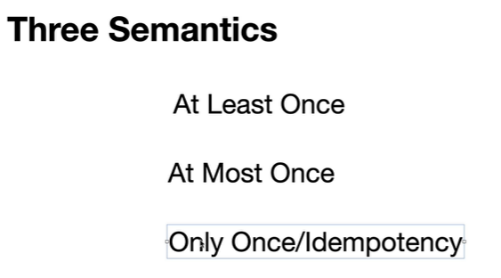 Three Semantics
At Least Once
At Most Once
Only Once/Idempotency